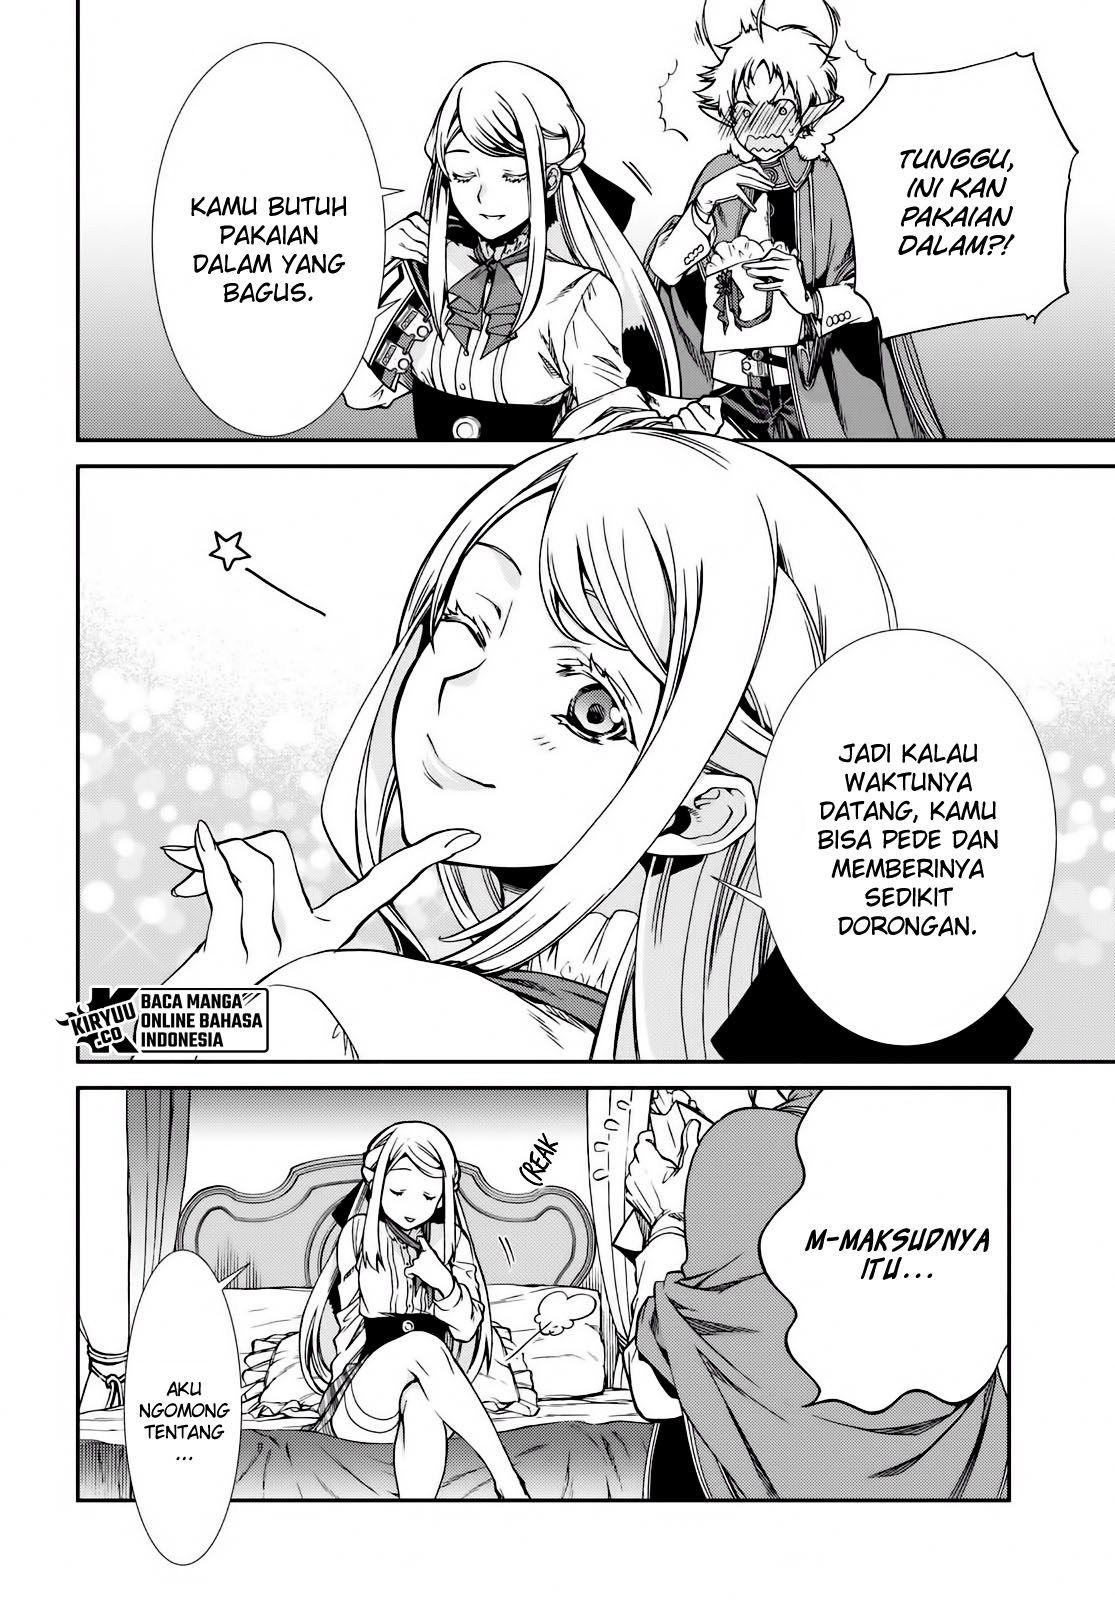 TUNGGU,
INI KAN
PAKAIAN
DALAM?!
KAMU BUTUH
PAKAIAN
DALAM YANG
BAGUS.
JADI KALAU
WAKTUNYA
DATANG, KAMU
BISA PEDE DAN
MEMBERINYA
SEDIKIT
DORONGAN.
KIRYUU
.CO
BACA MANGA
ONLINE BAHASA
INDONESIA
M-MAKSUDNYA
ITU...
CREAK
AKU
NGOMONG
TENTANG
...